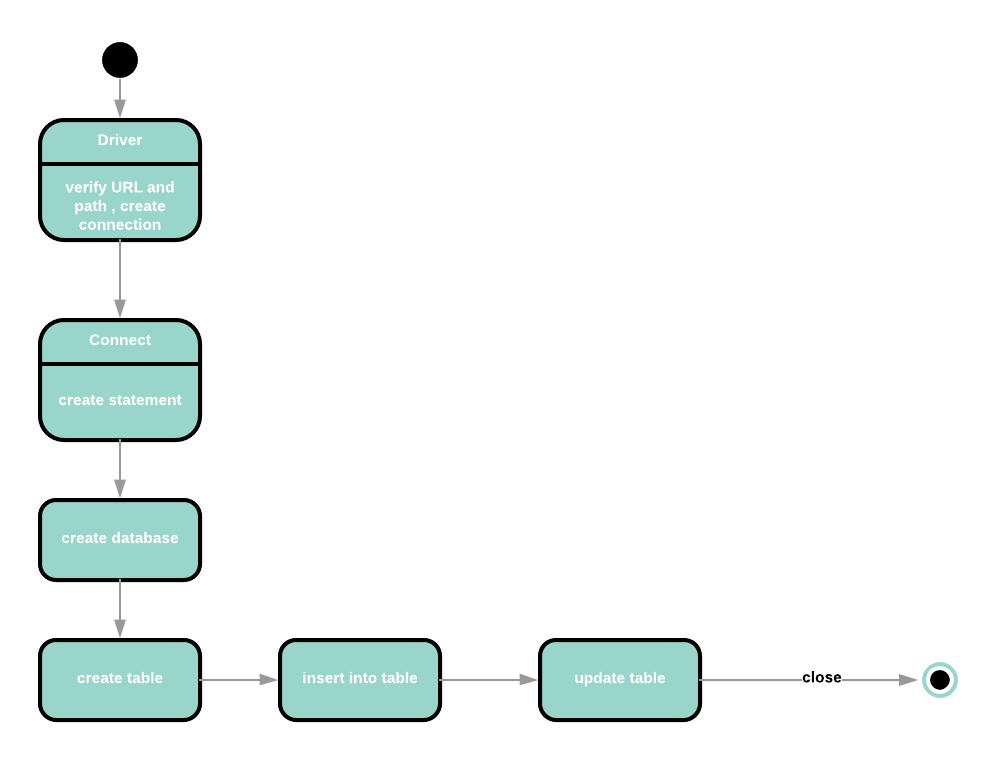 Driver
verify URL and
path , create
connection
Connect
create statement
create database
create table
insert into table
update table
close